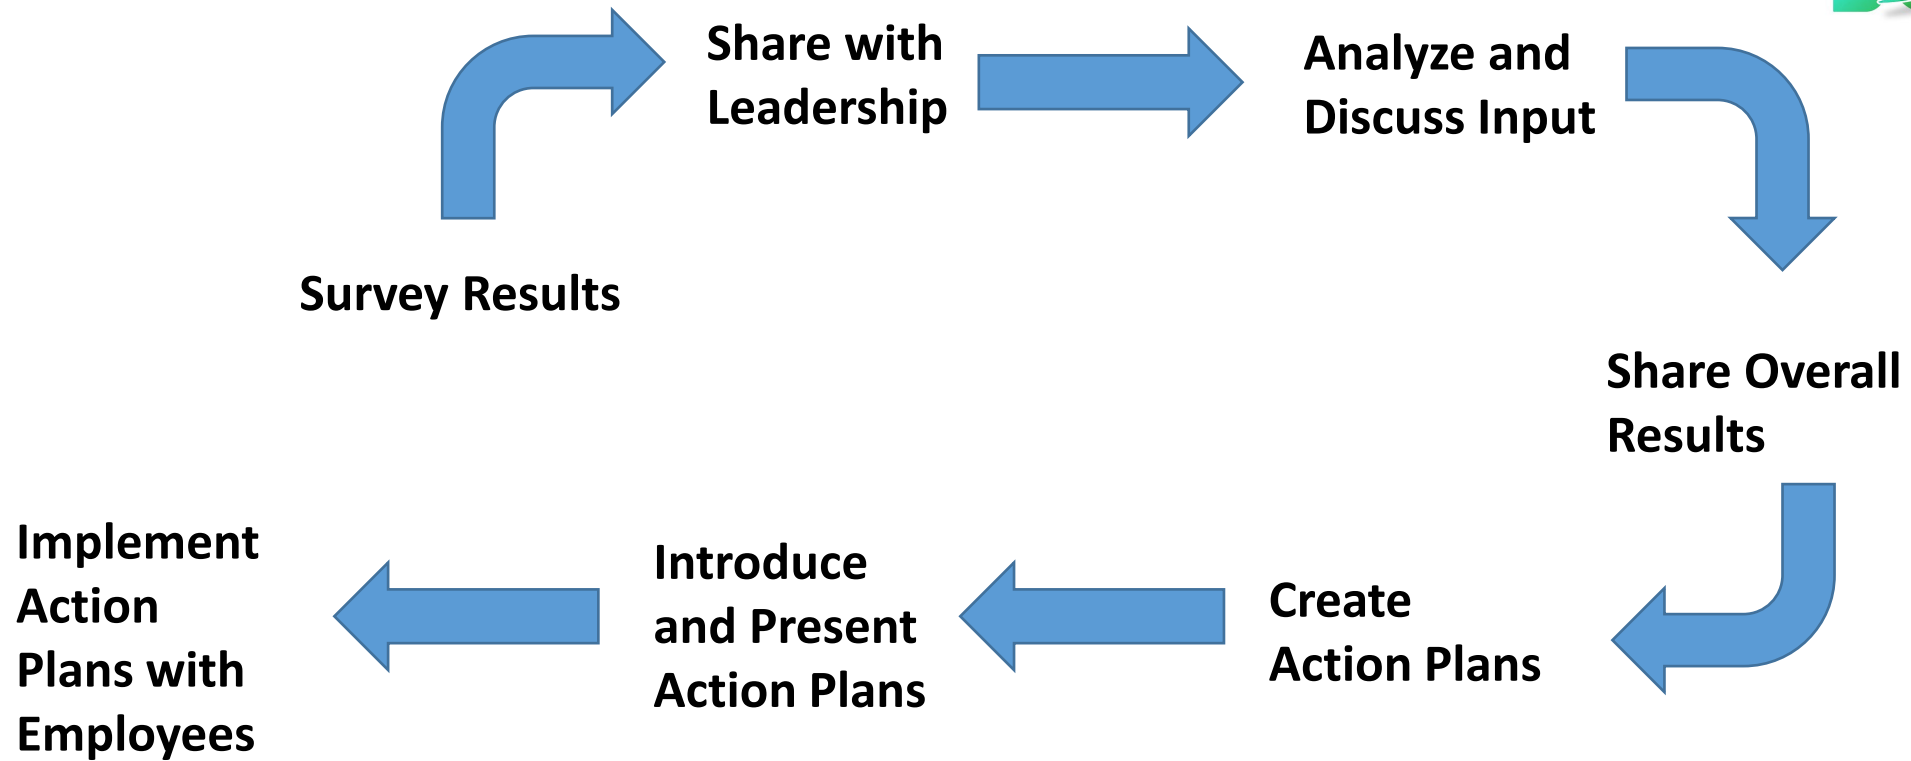 Share with
Leadership
Analyze and
Discuss Input
Survey Results
Share Overall
Results
Create
Action Plans
Introduce
and Present
Action Plans
Implement
Action
Plans with
Employees